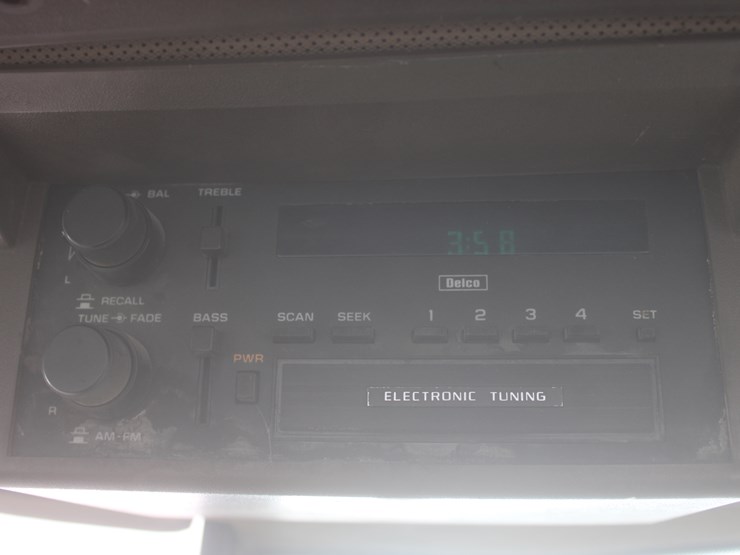 BAL TREBLE
3:58
L
Delco
RECALL
TUNE FADE BASS SCAN SEEK 1 2 3 4 SET
PWR
ELECTRONIC TUNING
R
AM-FM